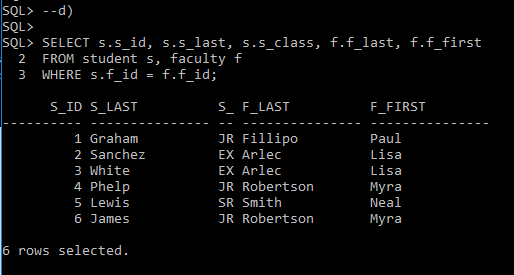 SQL> --d)
SQL>
SQL> SELECT s.s_id, s.s_last, s.s_class, f.f_last, f.f_first
2 FROM student s, faculty f
3 WHERE s.f_id = f.f_id;
S_ID S_LAST S_ F_LAST F_FIRST
---------- --------------- -- --------------- ---------------
1 Graham JR Fillipo Paul
2 Sanchez EX Arlec Lisa
3 White EX Arlec Lisa
4 Phelp JR Robertson Myra
5 Lewis SR Smith Neal
6 James JR Robertson Myra
6 rows selected.